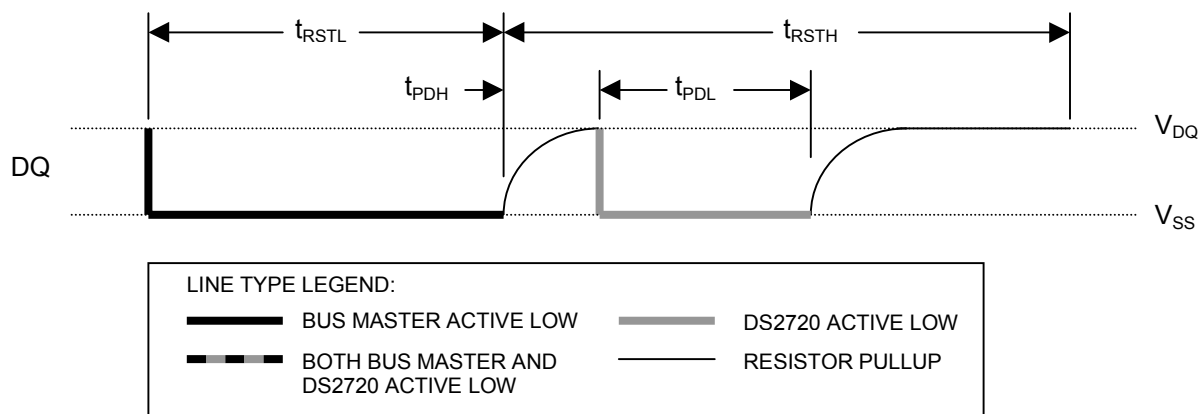 tRSTL
tRSTH
tPDH
tPDL
VDQ
DQ
VSS
LINE TYPE LEGEND:
BUS MASTER ACTIVE LOW
DS2720 ACTIVE LOW
BOTH BUS MASTER AND
DS2720 ACTIVE LOW
RESISTOR PULLUP